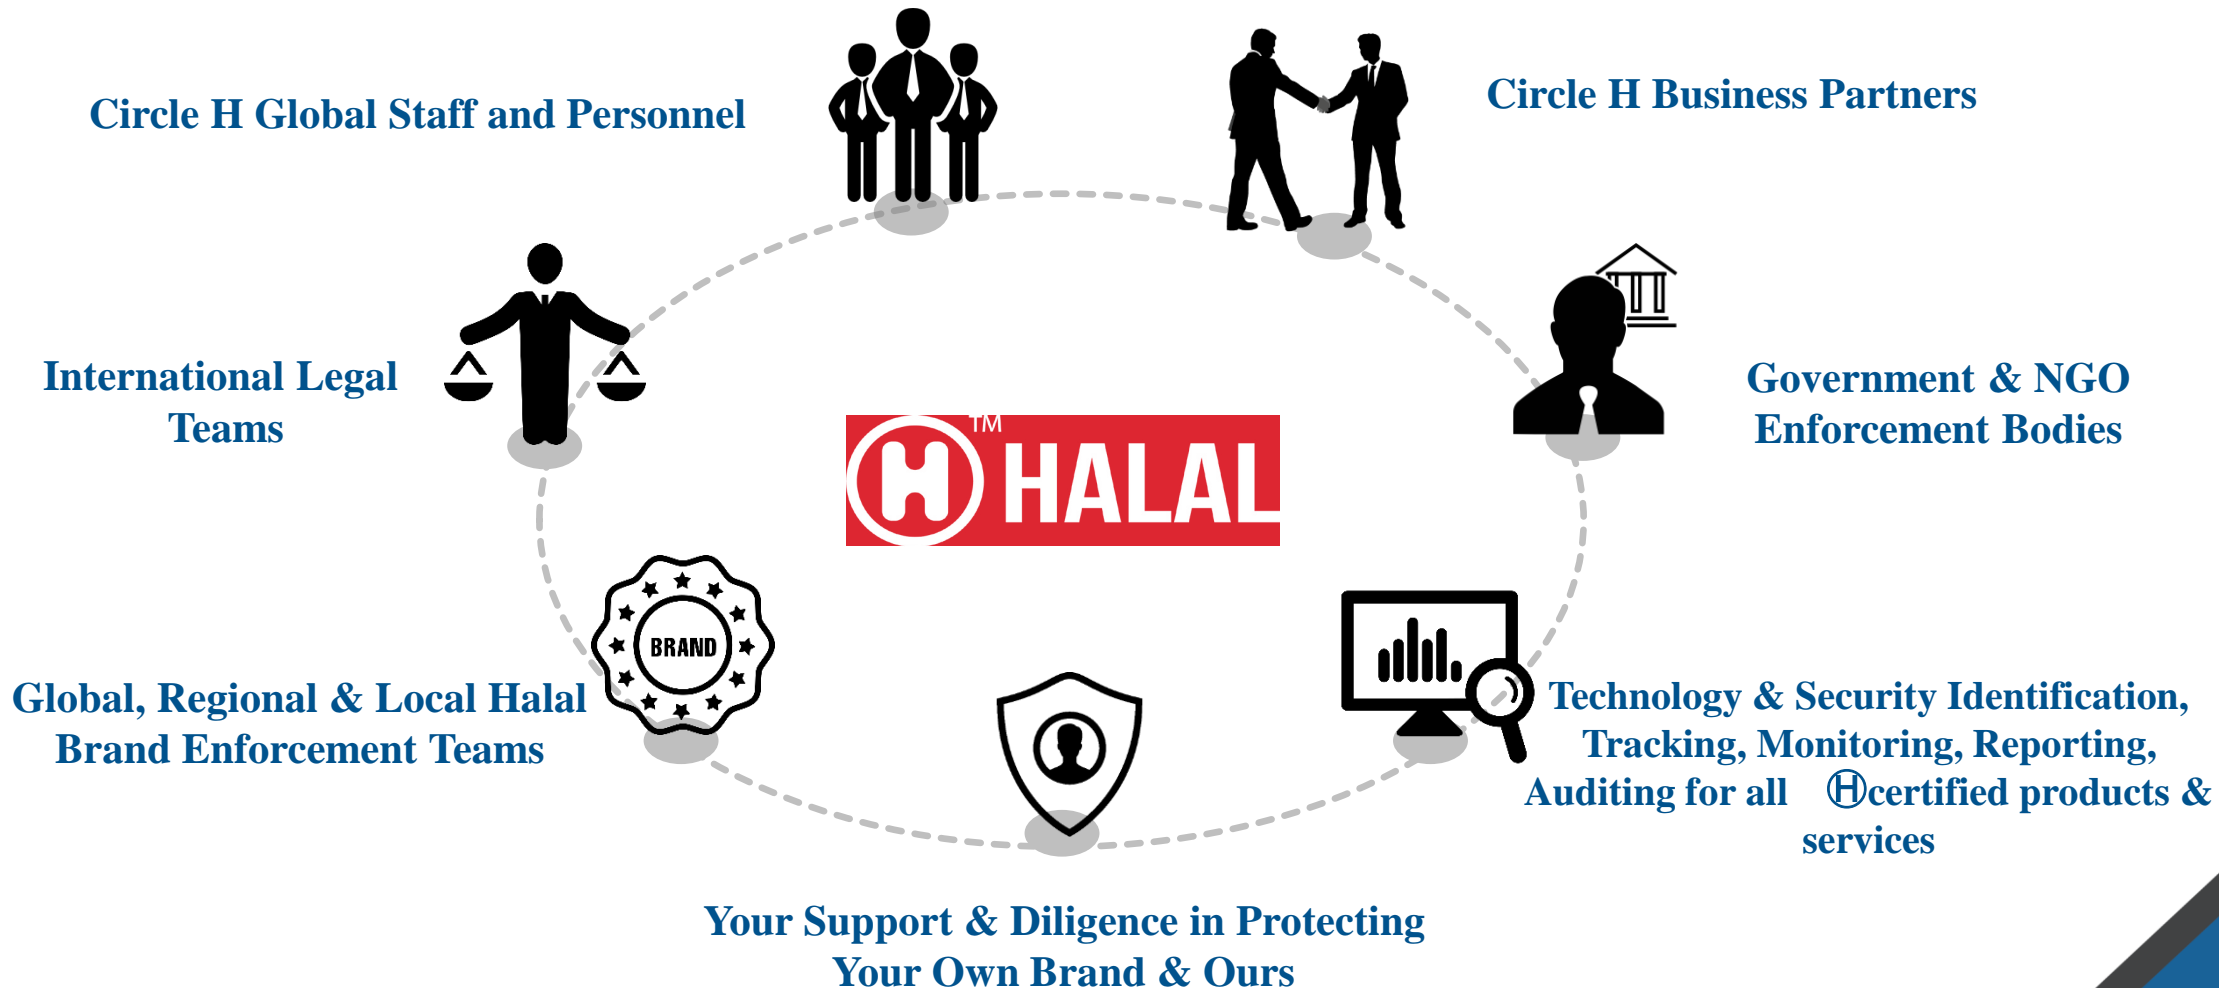 Circle H Global Staff and Personnel
Circle H Business Partners
International Legal
Teams
Government & NGO
Enforcement Bodies
Ⓗ™ HALAL
BRAND
Global, Regional & Local Halal
Brand Enforcement Teams
Technology & Security Identification,
Tracking, Monitoring, Reporting,
Auditing for all Ⓗcertified products &
services
Your Support & Diligence in Protecting
Your Own Brand & Ours